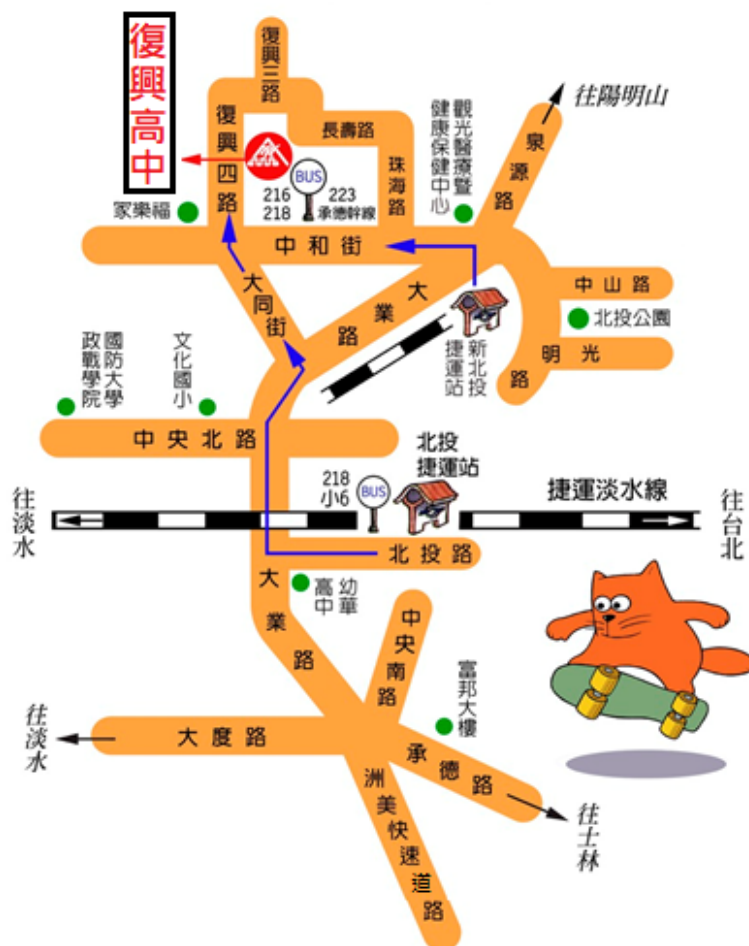 復興高中
復興三路
復興四路
長壽路
珠海路
BUS
216 223
218 承德幹線
家樂福
中和街
觀光醫療暨
健康保健中心
往陽明山
泉源路
大同街
大業路
中山路
北投公園
光明路
新北投
捷運站
國防大學
政戰學院
文化國小
中央北路
北投
捷運站
218
小6
BUS
捷運淡水線
往淡水
往台北
北投路
大業路
幼華
高中
中央南路
富邦大樓
往淡水
大度路
承德路
往士林
洲美快速道路